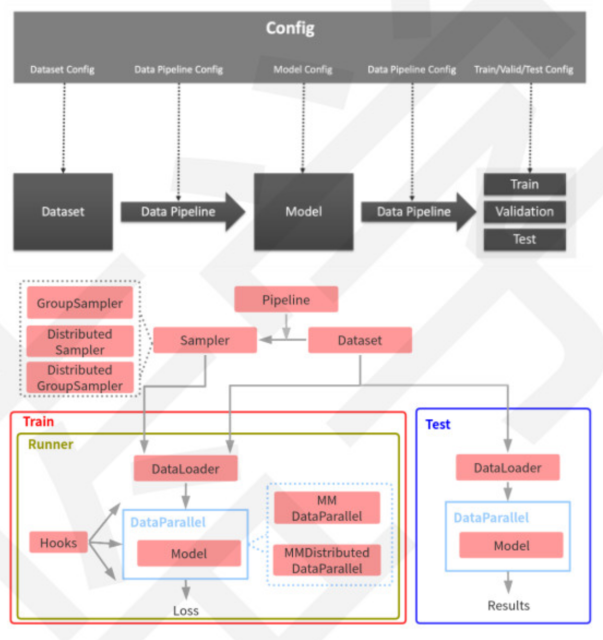 Config
Dataset Config
Data Pipeline Config
Model Config
Data Pipeline Config
Train/Valid/Test Config
Dataset
Data Pipeline
Model
Data Pipeline
Train
Validation
Test
Pipeline
GroupSampler
Distributed
Sampler
Distributed
GroupSampler
Sampler
Dataset
Train
Runner
DataLoader
Hooks
DataParallel
Model
MM
DataParallel
MMDistributed
DataParallel
Loss
Test
DataLoader
DataParallel
Model
Results